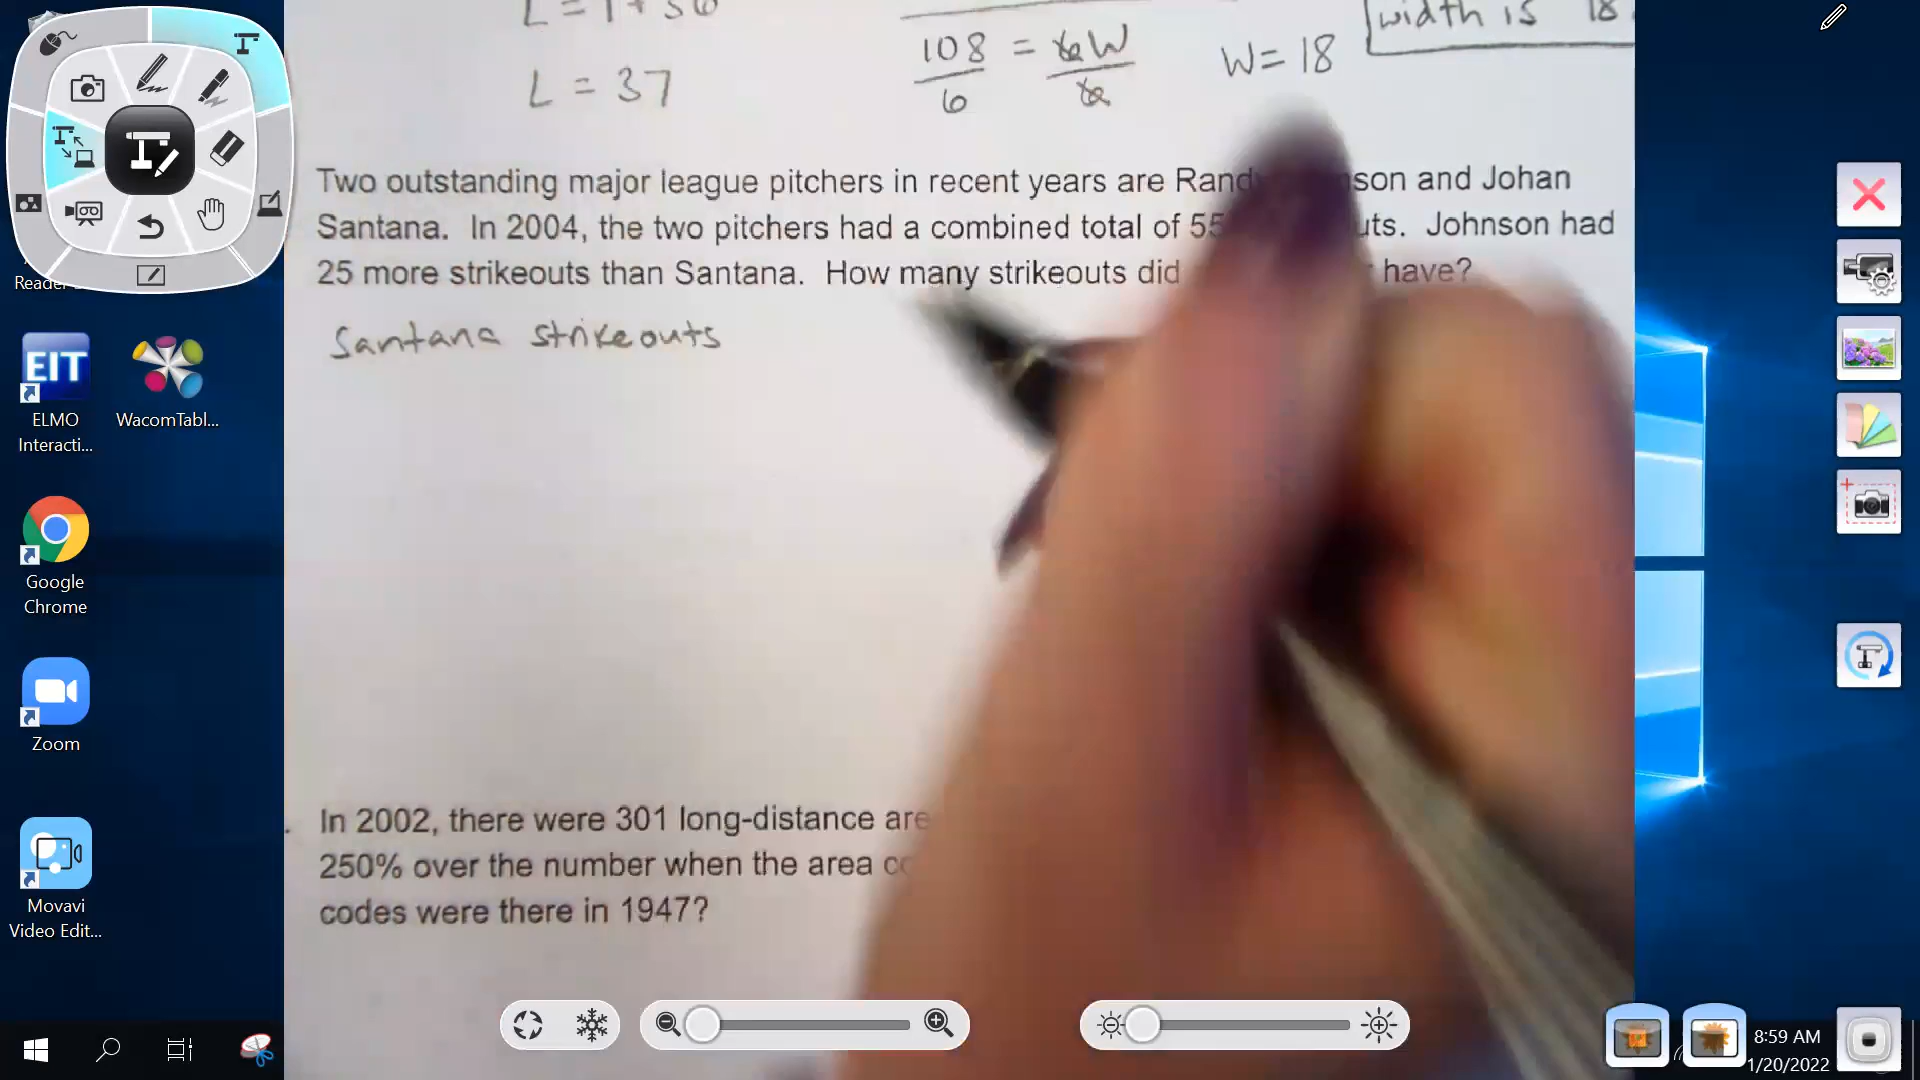 L = 1 + 36
width is 18
108 = 6W
6 6
W = 18
L = 37
Two outstanding major league pitchers in recent years are Rand son and Johan
Santana. In 2004, the two pitchers had a combined total of 55 uts. Johnson had
25 more strikeouts than Santana. How many strikeouts did have?
Santana strikeouts
In 2002, there were 301 long-distance are
250% over the number when the area co
codes were there in 1947?
Reader
EIT
ELMO
Interacti...
WacomTabl...
Google
Chrome
Zoom
Movavi
Video Edit...
8:59 AM
1/20/2022